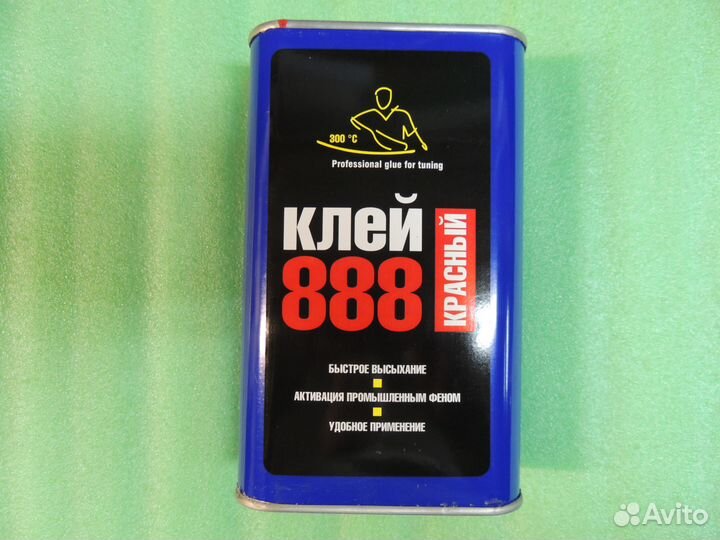 300 °C
Professional glue for tuning
клей
888
КРАСНЫЙ
БЫСТРОЕ ВЫСЫХАНИЕ
АКТИВАЦИЯ ПРОМЫШЛЕННЫМ ФЕНОМ
УДОБНОЕ ПРИМЕНЕНИЕ
Avito